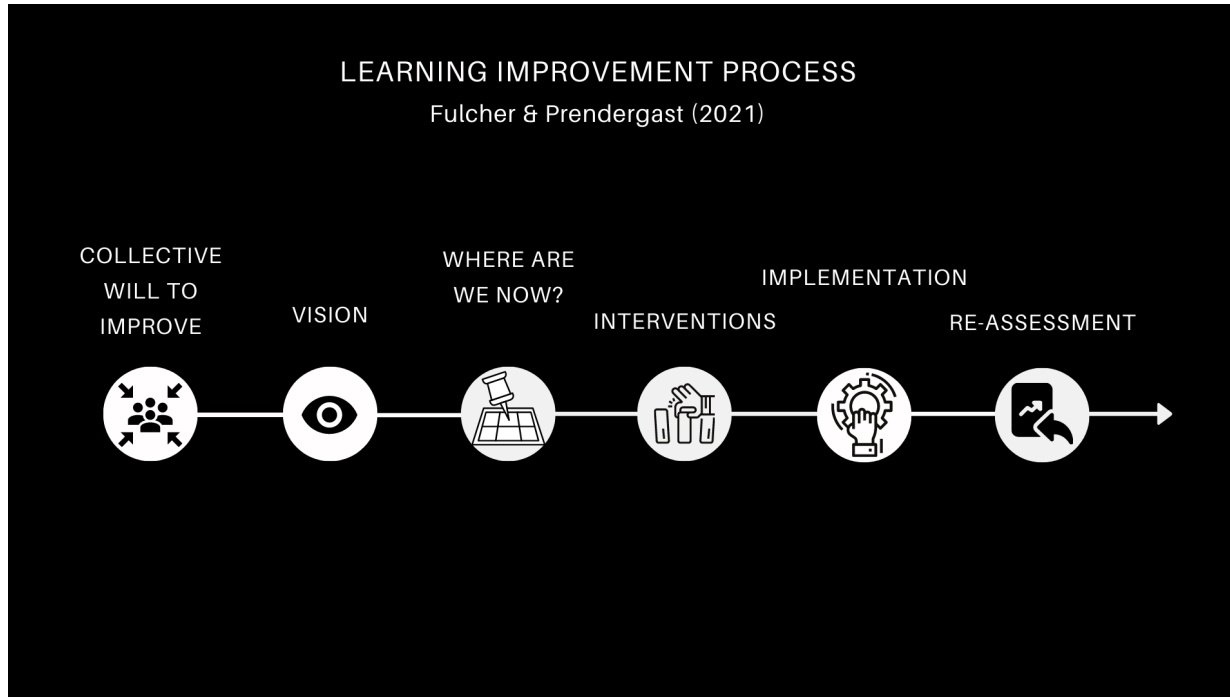 LEARNING IMPROVEMENT PROCESS
Fulcher & Prendergast (2021)
COLLECTIVE
WILL TO
IMPROVE
VISION
WHERE ARE
WE NOW?
INTERVENTIONS
IMPLEMENTATION
RE-ASSESSMENT